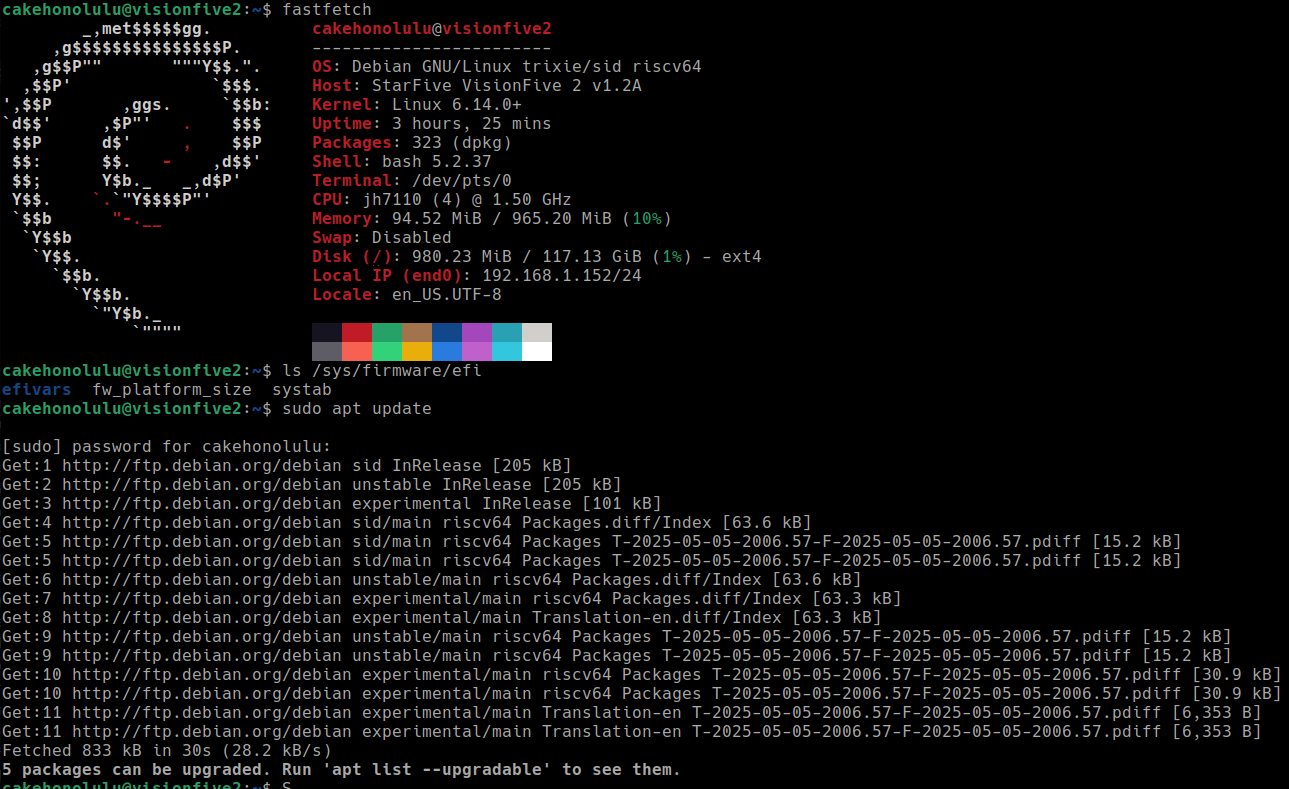 cakehonolulu@visionfive2:~$ fastfetch
cakehonolulu@visionfive2
------------------------
OS: Debian GNU/Linux trixie/sid riscv64
Host: StarFive VisionFive 2 v1.2A
Kernel: Linux 6.14.0+
Uptime: 3 hours, 25 mins
Packages: 323 (dpkg)
Shell: bash 5.2.37
Terminal: /dev/pts/0
CPU: jh7110 (4) @ 1.50 GHz
Memory: 94.52 MiB / 965.20 MiB (10%)
Swap: Disabled
Disk (/): 980.23 MiB / 117.13 GiB (1%) - ext4
Local IP (end0): 192.168.1.152/24
Locale: en_US.UTF-8
cakehonolulu@visionfive2:~$ ls /sys/firmware/efi
efivars  fw_platform_size  systab
cakehonolulu@visionfive2:~$ sudo apt update
[sudo] password for cakehonolulu:
Get:1 http://ftp.debian.org/debian sid InRelease [205 kB]
Get:2 http://ftp.debian.org/debian unstable InRelease [205 kB]
Get:3 http://ftp.debian.org/debian experimental InRelease [101 kB]
Get:4 http://ftp.debian.org/debian sid/main riscv64 Packages.diff/Index [63.6 kB]
Get:5 http://ftp.debian.org/debian sid/main riscv64 Packages T-2025-05-05-2006.57-F-2025-05-05-2006.57.pdiff [15.2 kB]
Get:5 http://ftp.debian.org/debian sid/main riscv64 Packages T-2025-05-05-2006.57-F-2025-05-05-2006.57.pdiff [15.2 kB]
Get:6 http://ftp.debian.org/debian unstable/main riscv64 Packages.diff/Index [63.6 kB]
Get:7 http://ftp.debian.org/debian experimental/main riscv64 Packages.diff/Index [63.3 kB]
Get:8 http://ftp.debian.org/debian experimental/main Translation-en.diff/Index [63.3 kB]
Get:9 http://ftp.debian.org/debian unstable/main riscv64 Packages T-2025-05-05-2006.57-F-2025-05-05-2006.57.pdiff [15.2 kB]
Get:9 http://ftp.debian.org/debian unstable/main riscv64 Packages T-2025-05-05-2006.57-F-2025-05-05-2006.57.pdiff [15.2 kB]
Get:10 http://ftp.debian.org/debian experimental/main riscv64 Packages T-2025-05-05-2006.57-F-2025-05-05-2006.57.pdiff [30.9 kB]
Get:10 http://ftp.debian.org/debian experimental/main riscv64 Packages T-2025-05-05-2006.57-F-2025-05-05-2006.57.pdiff [30.9 kB]
Get:11 http://ftp.debian.org/debian experimental/main Translation-en T-2025-05-05-2006.57-F-2025-05-05-2006.57.pdiff [6,353 B]
Get:11 http://ftp.debian.org/debian experimental/main Translation-en T-2025-05-05-2006.57-F-2025-05-05-2006.57.pdiff [6,353 B]
Fetched 833 kB in 30s (28.2 kB/s)
5 packages can be upgraded. Run 'apt list --upgradable' to see them.
cakehonolulu@visionfive2:~$ S